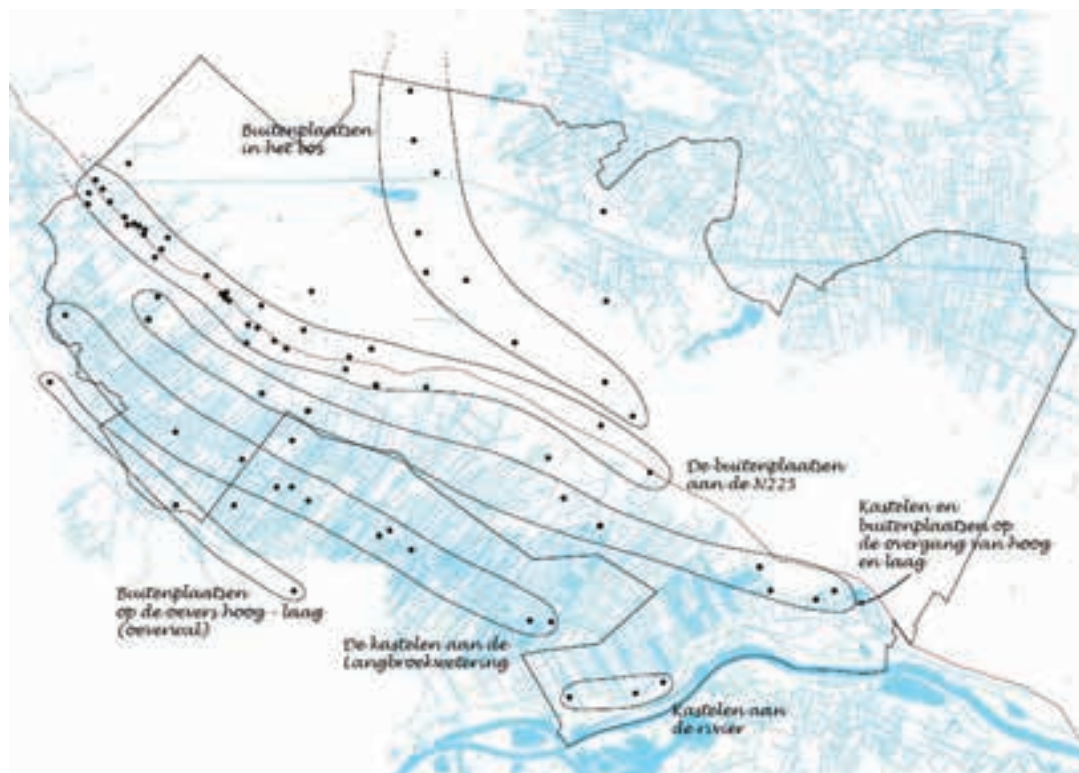 Buitenplaatsen
in het bos
De buitenplaatsen
aan de N225
Kastelen en
buitenplaatsen op
de overgang van hoog
en laag
Buitenplaatsen
op de oevers hoog - laag
(oeverwal)
De kastelen aan de
Langbroekwetering
Kastelen aan
de rivier